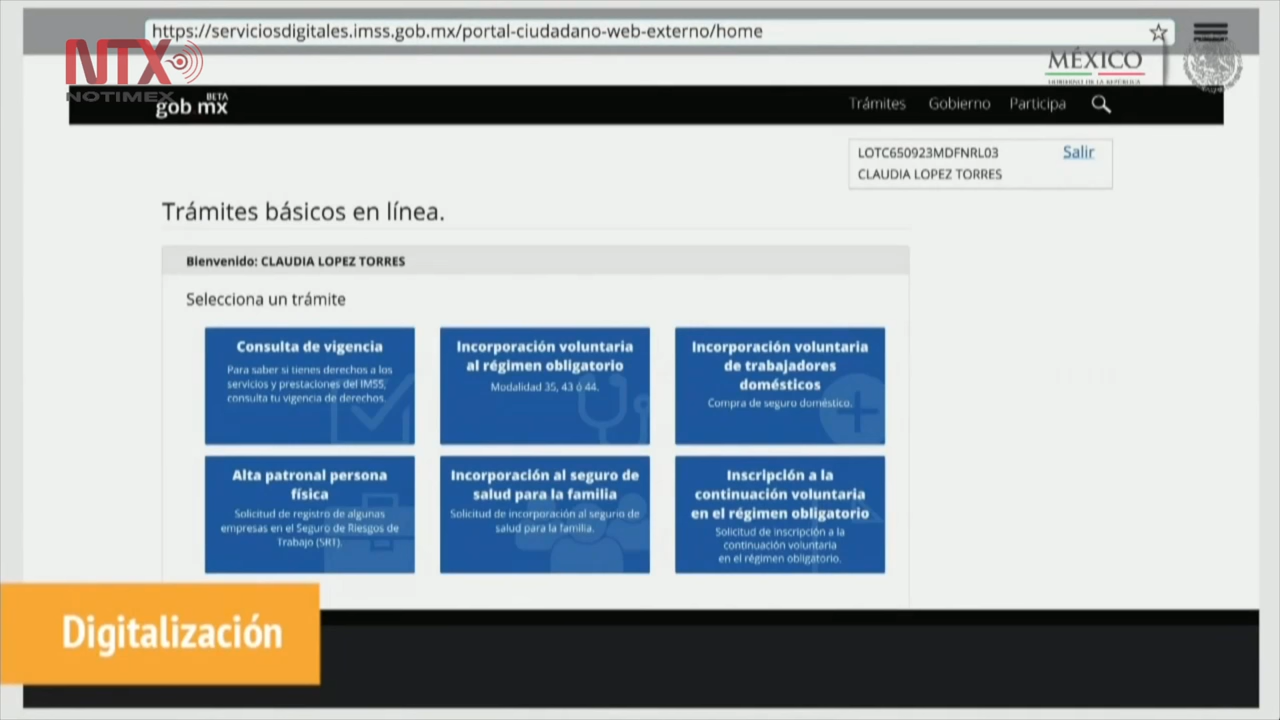 https://serviciosdigitales.imss.gob.mx/portal-ciudadano-web-externo/home
NTX
NOTIMEX
MÉXICO
GOBIERNO DE LA REPÚBLICA
BETA
gob mx
Trámites Gobierno Participa
LOTC650923MDFNRL03 Salir
CLAUDIA LOPEZ TORRES
Trámites básicos en línea.
Bienvenido: CLAUDIA LOPEZ TORRES
Selecciona un trámite
Consulta de vigencia
Para saber si tienes derechos a los
servicios y prestaciones del IMSS,
consulta tu vigencia de derechos.
Incorporación voluntaria
al régimen obligatorio
Modalidad 35, 43 ó 44.
Incorporación voluntaria
de trabajadores
domésticos
Compra de seguro doméstico.
Alta patronal persona
física
Solicitud de registro de algunas
empresas en el Seguro de Riesgos de
Trabajo (SRT).
Incorporación al seguro de
salud para la familia
Solicitud de incorporación al segurio de
salud para la familia.
Inscripción a la
continuación voluntaria
en el régimen obligatorio
Solicitud de inscripción a la
continuación voluntaria
en el régimen obligatorio.
Digitalización